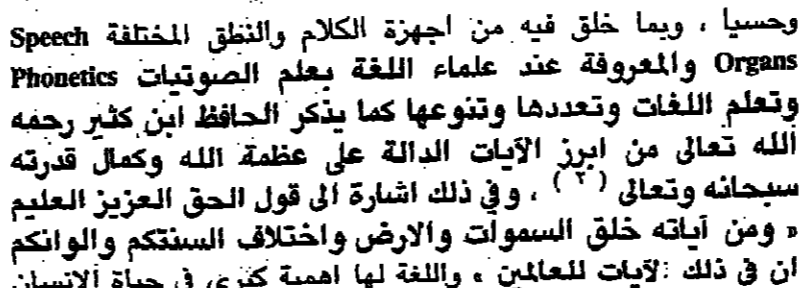 وحسيا ، وبما خلق فيه من اجهزة الكلام والنطق المختلفة Speech
Organs والمعروفة عند علماء اللغة بعلم الصوتيات Phonetics
وتعلم اللغات وتعددها وتنوعها كما يذكر الحافظ ابن كثير رحمه
الله تعالى من ابرز الآيات الدالة على عظمة الله وكمال قدرته
سبحانه وتعالى (٢) ، وفي ذلك اشارة الى قول الحق العزيز العليم
« ومن آياته خلق السموات والارض واختلاف السنتكم والوانكم
ان في ذلك لآيات للعالمين » واللغة لها اهمية كبرى في حياة الانسان